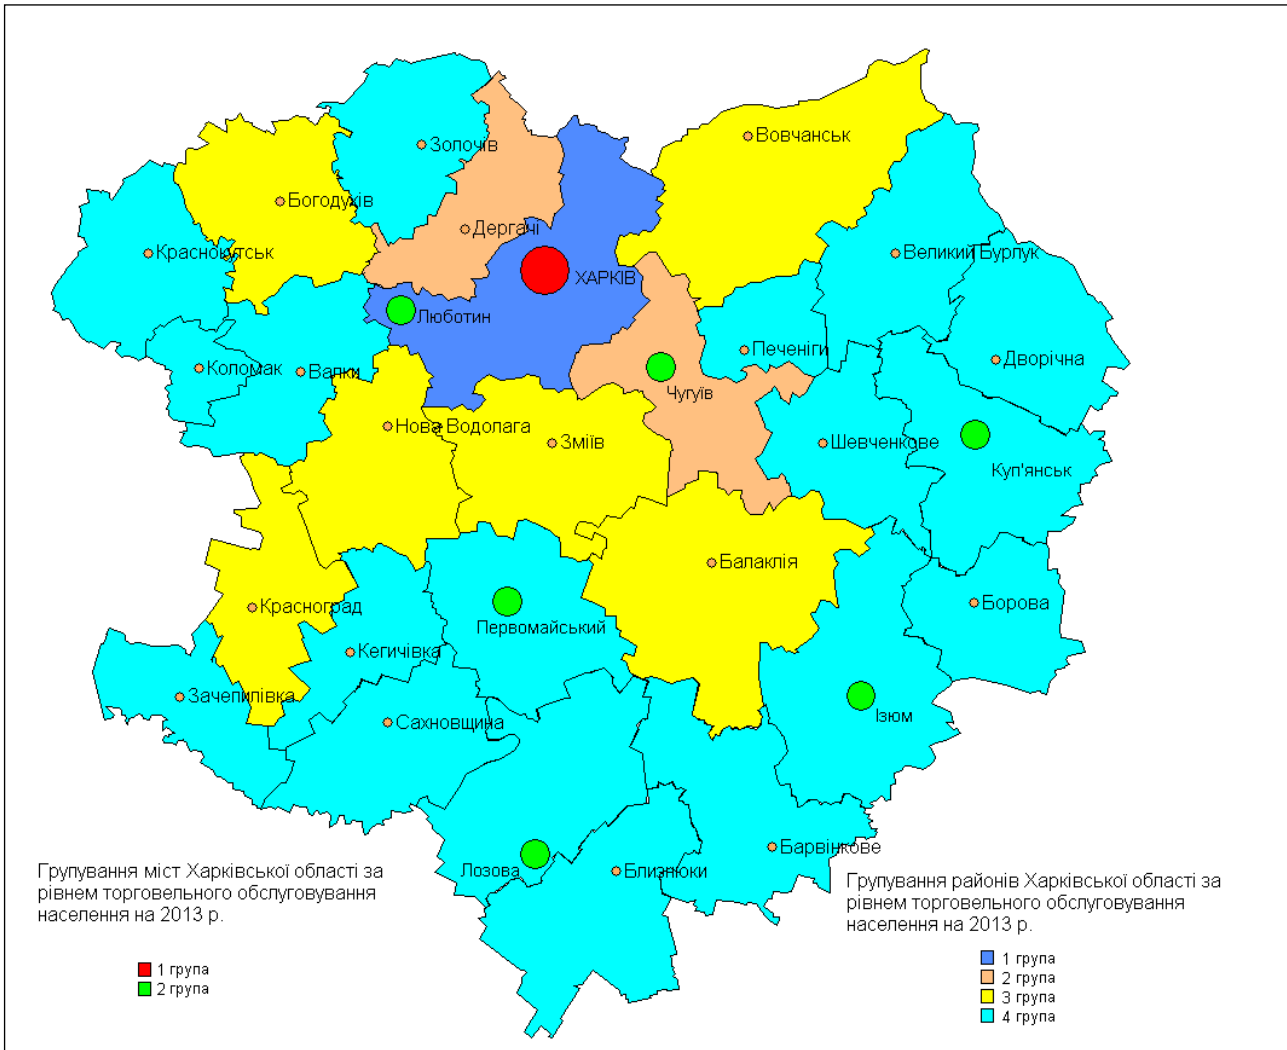 Золочів
Вовчанськ
Богодухів
Дергачі
Краснокутськ
Великий Бурлук
ХАРКІВ
Люботин
Печеніги
Дворічна
Коломак
Валки
Чугуїв
Нова Водолага
Зміїв
Шевченкове
Куп'янськ
Балаклія
Борова
Красноград
Первомайський
Кегичівка
Зачепилівка
Сахновщина
Ізюм
Барвінкове
Лозова
Близнюки
Групування міст Харківської області за
рівнем торговельного обслуговування
населення на 2013 р.
1 група
2 група
Групування районів Харківської області за
рівнем торговельного обслуговування
населення на 2013 р.
1 група
2 група
3 група
4 група